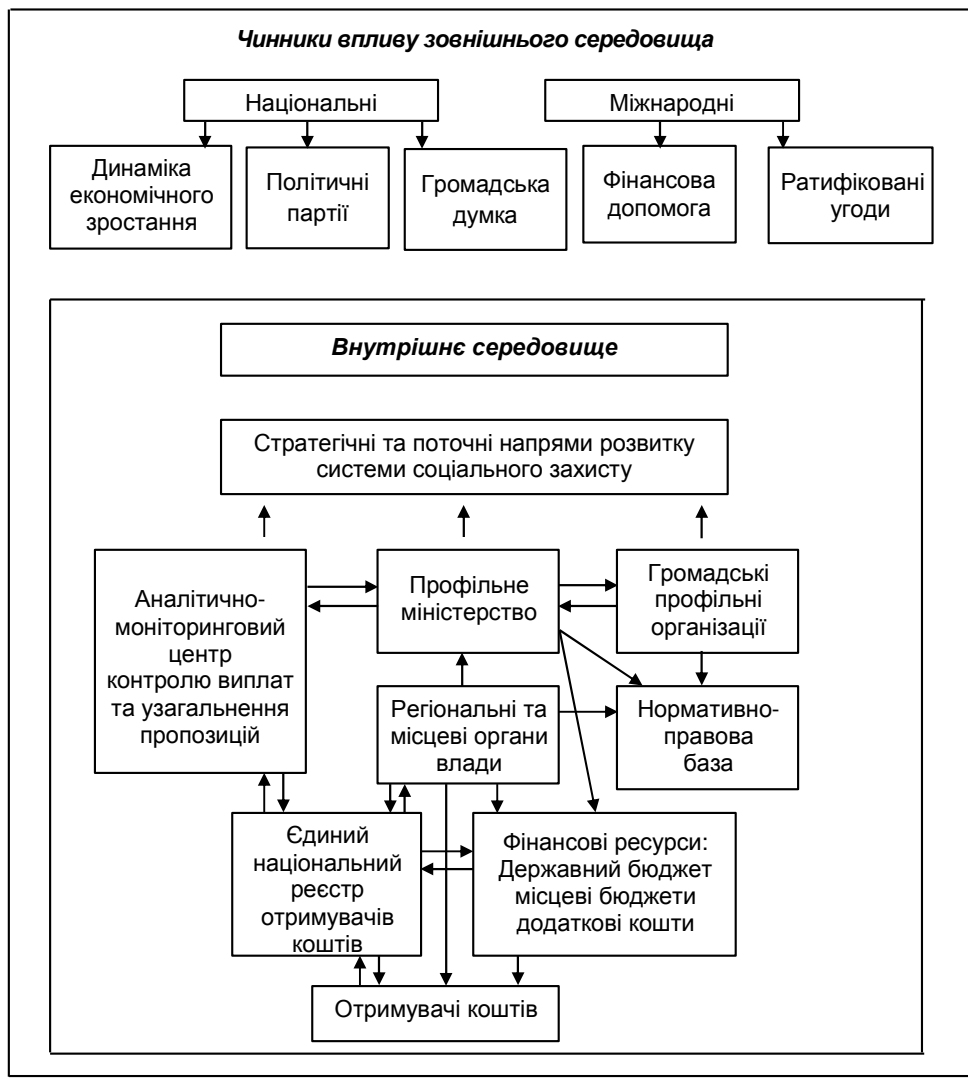 Чинники впливу зовнішнього середовища
Національні
Міжнародні
Динаміка
економічного
зростання
Політичні
партії
Громадська
думка
Фінансова
допомога
Ратифіковані
угоди
Внутрішнє середовище
Стратегічні та поточні напрями розвитку
системи соціального захисту
Аналітично-
моніторинговий
центр
контролю виплат
та узагальнення
пропозицій
Профільне
міністерство
Громадські
профільні
організації
Регіональні та
місцеві органи
влади
Нормативно-
правова
база
Єдиний
національний
реєстр
отримувачів
коштів
Фінансові ресурси:
Державний бюджет
місцеві бюджети
додаткові кошти
Отримувачі коштів